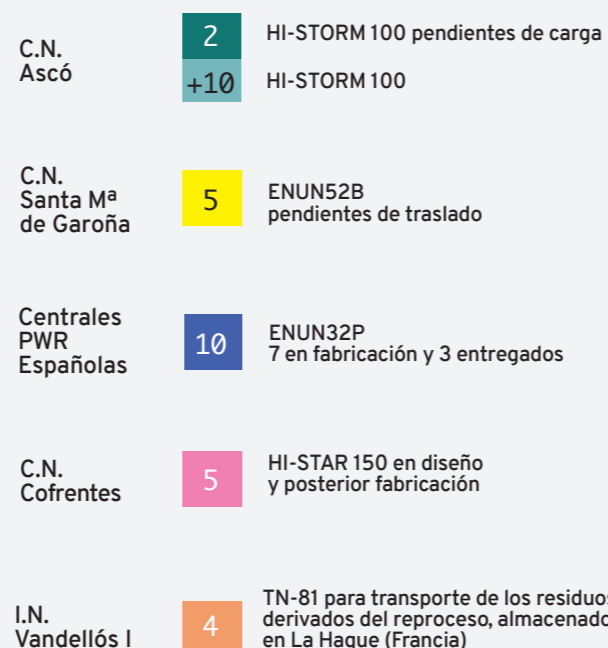 C.N.
Ascó
2
HI-STORM 100 pendientes de carga
+10
HI-STORM 100
C.N.
Santa Mª
de Garoña
5
ENUN52B
pendientes de traslado
Centrales
PWR
Españolas
10
ENUN32P
7 en fabricación y 3 entregados
C.N.
Cofrentes
5
HI-STAR 150 en diseño
y posterior fabricación
I.N.
Vandellós I
4
TN-81 para transporte de los residuos
derivados del reproceso, almacenado
en La Hague (Francia)